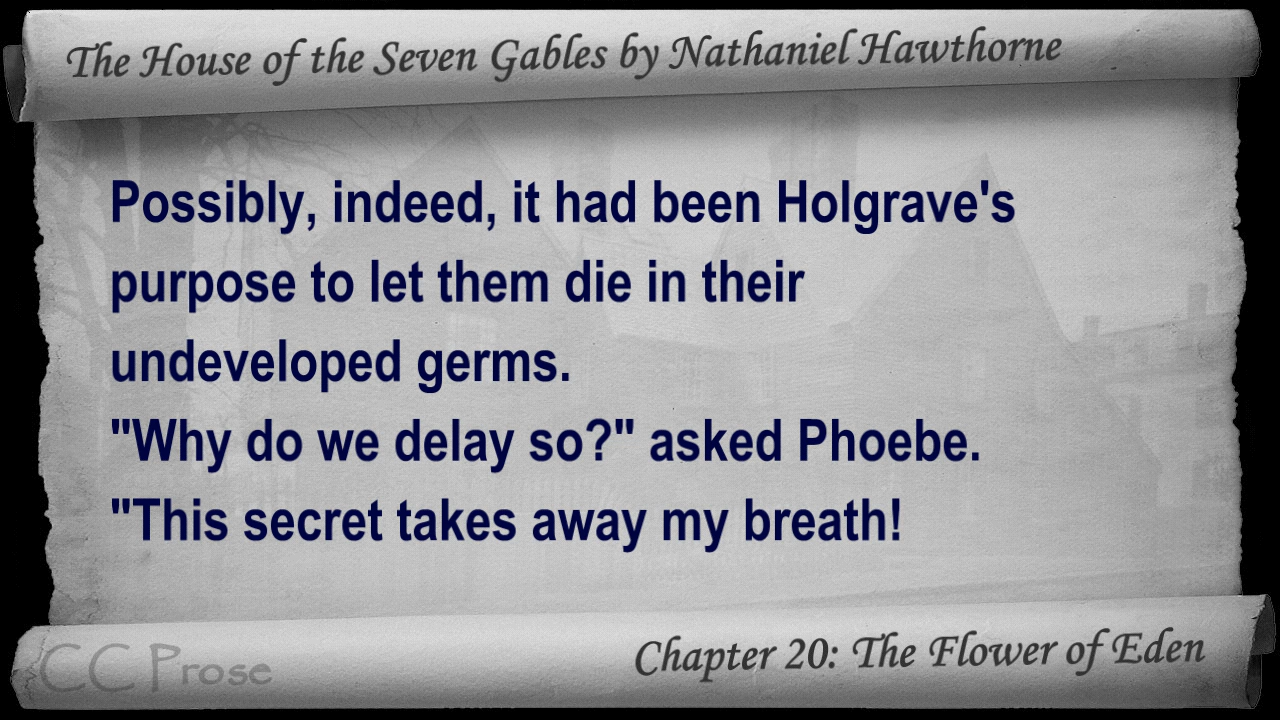 The House of the Seven Gables by Nathaniel Hawthorne
Possibly, indeed, it had been Holgrave's
purpose to let them die in their
undeveloped germs.
"Why do we delay so?" asked Phoebe.
"This secret takes away my breath!
CC Prose
Chapter 20: The Flower of Eden